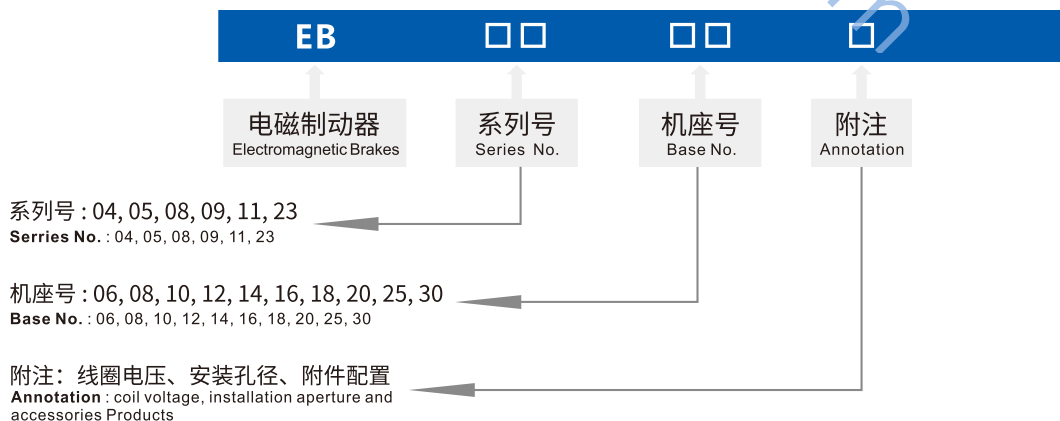 EB □□ □□ □
电磁制动器 系列号 机座号 附注
Electromagnetic Brakes Series No. Base No. Annotation
系列号 : 04, 05, 08, 09, 11, 23
Serries No. : 04, 05, 08, 09, 11, 23
机座号 : 06, 08, 10, 12, 14, 16, 18, 20, 25, 30
Base No. : 06, 08, 10, 12, 14, 16, 18, 20, 25, 30
附注：线圈电压、安装孔径、附件配置
Annotation : coil voltage, installation aperture and
accessories Products